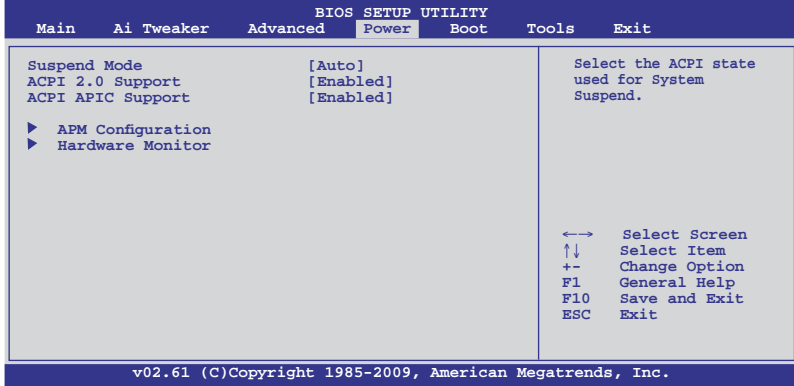 BIOS SETUP UTILITY
Main Ai Tweaker Advanced Power Boot Tools Exit
Suspend Mode [Auto]
ACPI 2.0 Support [Enabled]
ACPI APIC Support [Enabled]
APM Configuration
Hardware Monitor
Select the ACPI state
used for System
Suspend.
←→ Select Screen
↑↓ Select Item
+- Change Option
F1 General Help
F10 Save and Exit
ESC Exit
v02.61 (C)Copyright 1985-2009, American Megatrends, Inc.